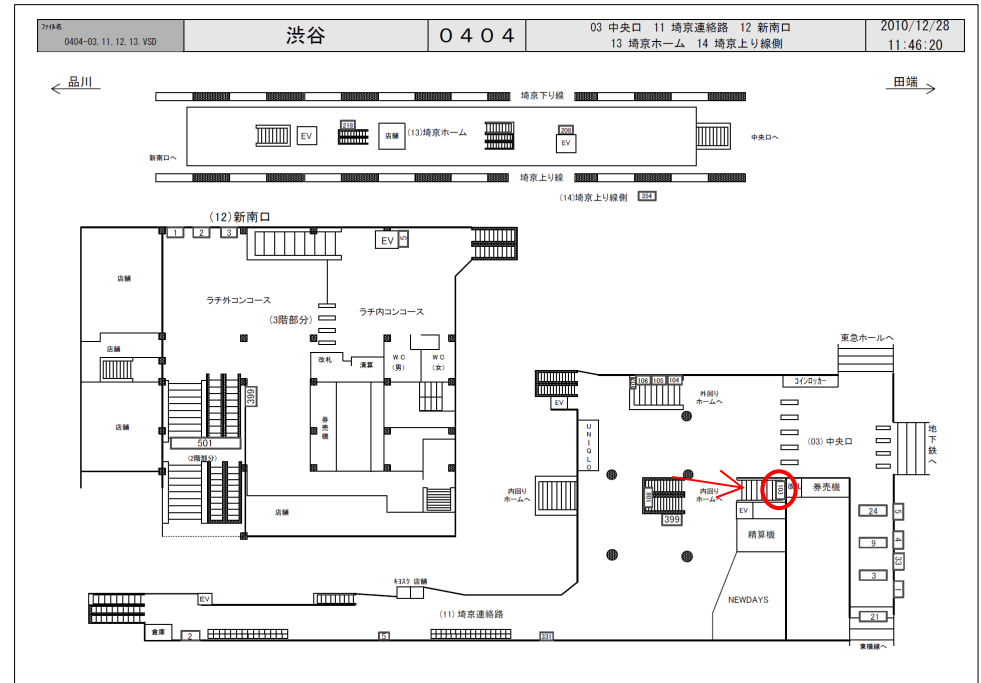 ﾌｧｲﾙ名
0404-03, 11, 12, 13. VSD
渋谷
０４０４
03 中央口 11 埼京連絡路 12 新南口
13 埼京ホーム 14 埼京上り線側
2010/12/28
11:46:20
品川
田端
埼京下り線
218
EV
店舗
(13)埼京ホーム
208
EV
中央口へ
新南口へ
埼京上り線
(14)埼京上り線側
354
(12)新南口
1
2
3
EV
5
店舗
ラチ外コンコース
(3階部分)
ラチ内コンコース
店舗
改札
清算
ＷＣ
(男)
ＷＣ
(女)
399
店舗
券売機
501
(2階部分)
店舗
東急ホールへ
106
105
104
コインロッカー
EV
外回り
ホームへ
UNIQLO
(03) 中央口
地下鉄へ
内回り
ホームへ
108
399
内回り
ホームへ
103
券売機
EV
精算機
24
5
9
4
33
3
1
21
NEWDAYS
東横線へ
ｷﾖｽｸ 店舗
EV
(11) 埼京連絡路
倉庫
2
5
331